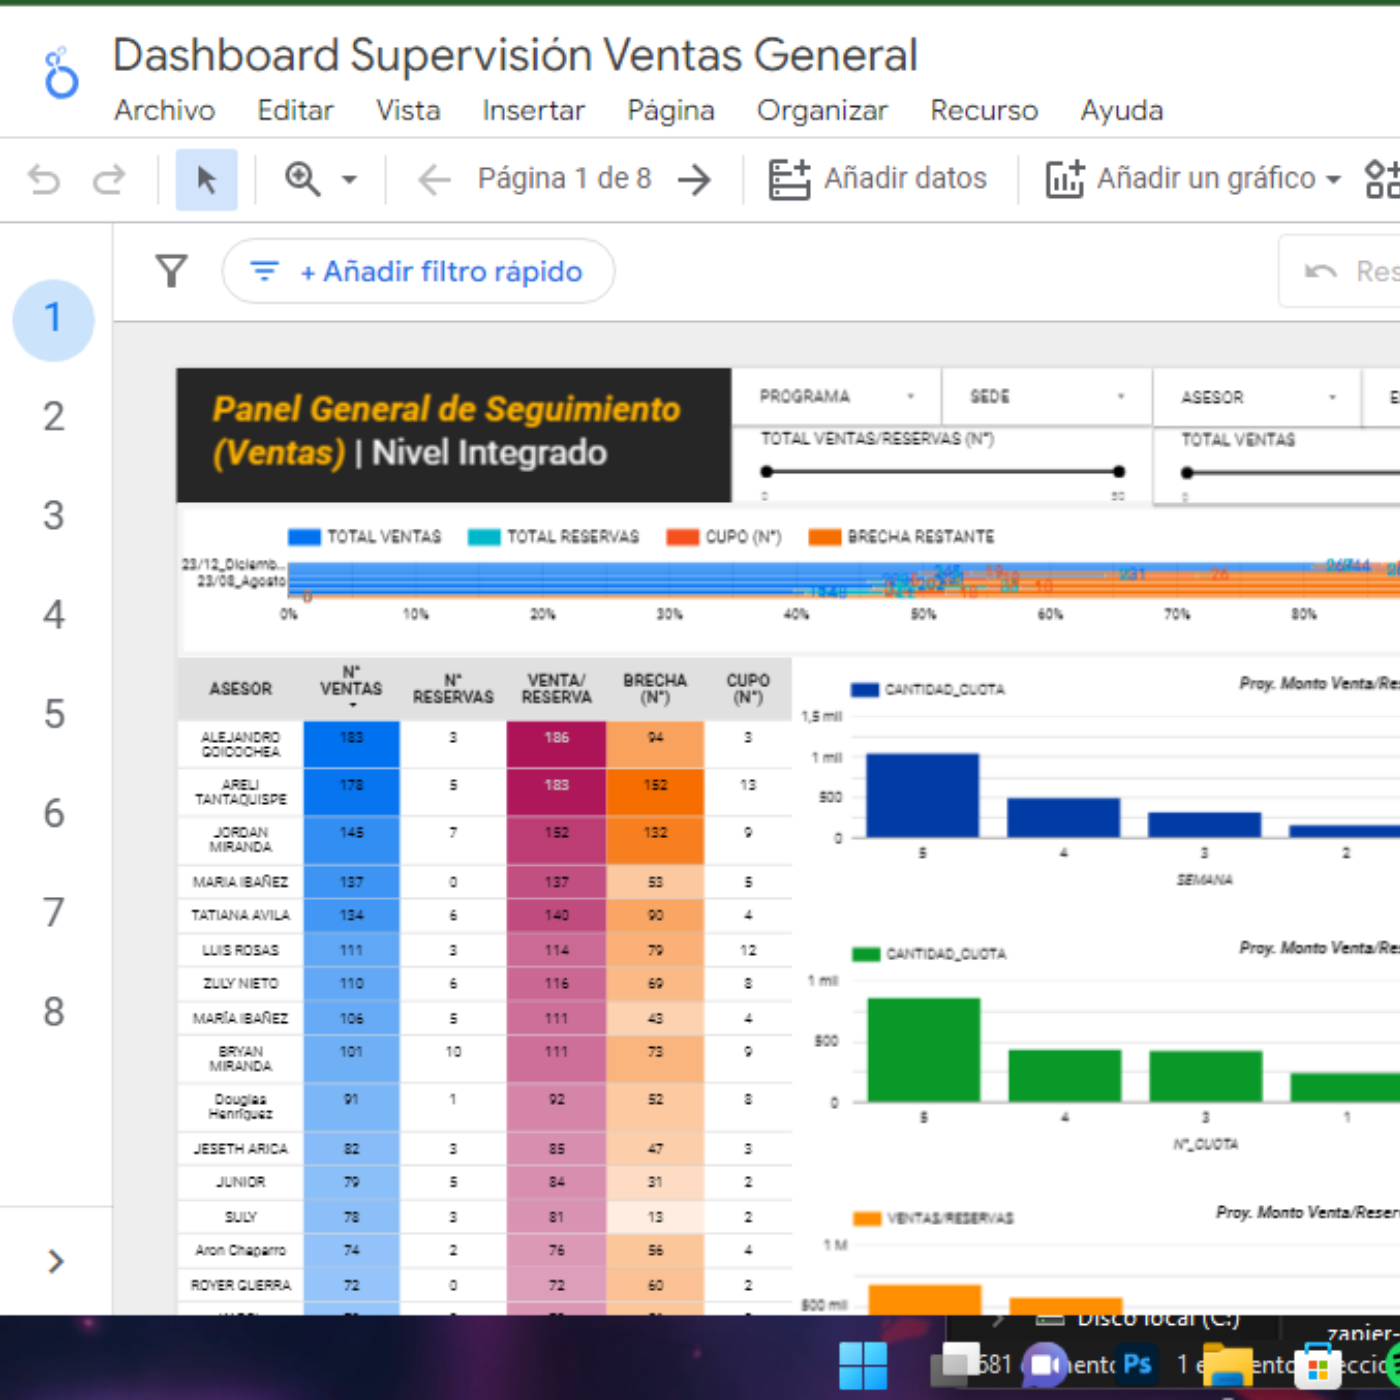 Dashboard Supervisión Ventas General
Archivo Editar Vista Insertar Página Organizar Recurso Ayuda
Página 1 de 8 Añadir datos Añadir un gráfico
+ Añadir filtro rápido Res
1
2
3
4
5
6
7
8
Panel General de Seguimiento
(Ventas) | Nivel Integrado
PROGRAMA SEDE ASESOR
TOTAL VENTAS/RESERVAS (N°) TOTAL VENTAS
0 50 0
TOTAL VENTAS TOTAL RESERVAS CUPO (N°) BRECHA RESTANTE
23/12_Diciemb...
23/08_Agosto
0% 10% 20% 30% 40% 50% 60% 70% 80%
ASESOR N° VENTAS N° RESERVAS VENTA/ RESERVA BRECHA (N°) CUPO (N°)
ALEJANDRO GOICOCHEA 183 3 186 94 3
ARELI TANTAQUISPE 178 5 183 152 13
JORDAN MIRANDA 145 7 152 132 9
MARIA IBAÑEZ 137 0 137 53 5
TATIANA AVILA 134 6 140 90 4
LUIS ROSAS 111 3 114 79 12
ZULY NIETO 110 6 116 69 8
MARÍA IBAÑEZ 106 5 111 43 4
BRYAN MIRANDA 101 10 111 73 9
Douglas Henríquez 91 1 92 52 8
JESETH ARICA 82 3 85 47 3
JUNIOR 79 5 84 31 2
SULY 78 3 81 13 2
Aron Chaparro 74 2 76 56 4
ROYER GUERRA 72 0 72 60 2
CANTIDAD_CUOTA Proy. Monto Venta/Res
1,5 mil
1 mil
500
0
5 4 3 2
SEMANA
CANTIDAD_CUOTA Proy. Monto Venta/Res
1 mil
500
0
5 4 3 1
N°_CUOTA
VENTAS/RESERVAS Proy. Monto Venta/Reser
1 M
500 mil
Disco local (C:)
zapier-
681 Ps 1 e